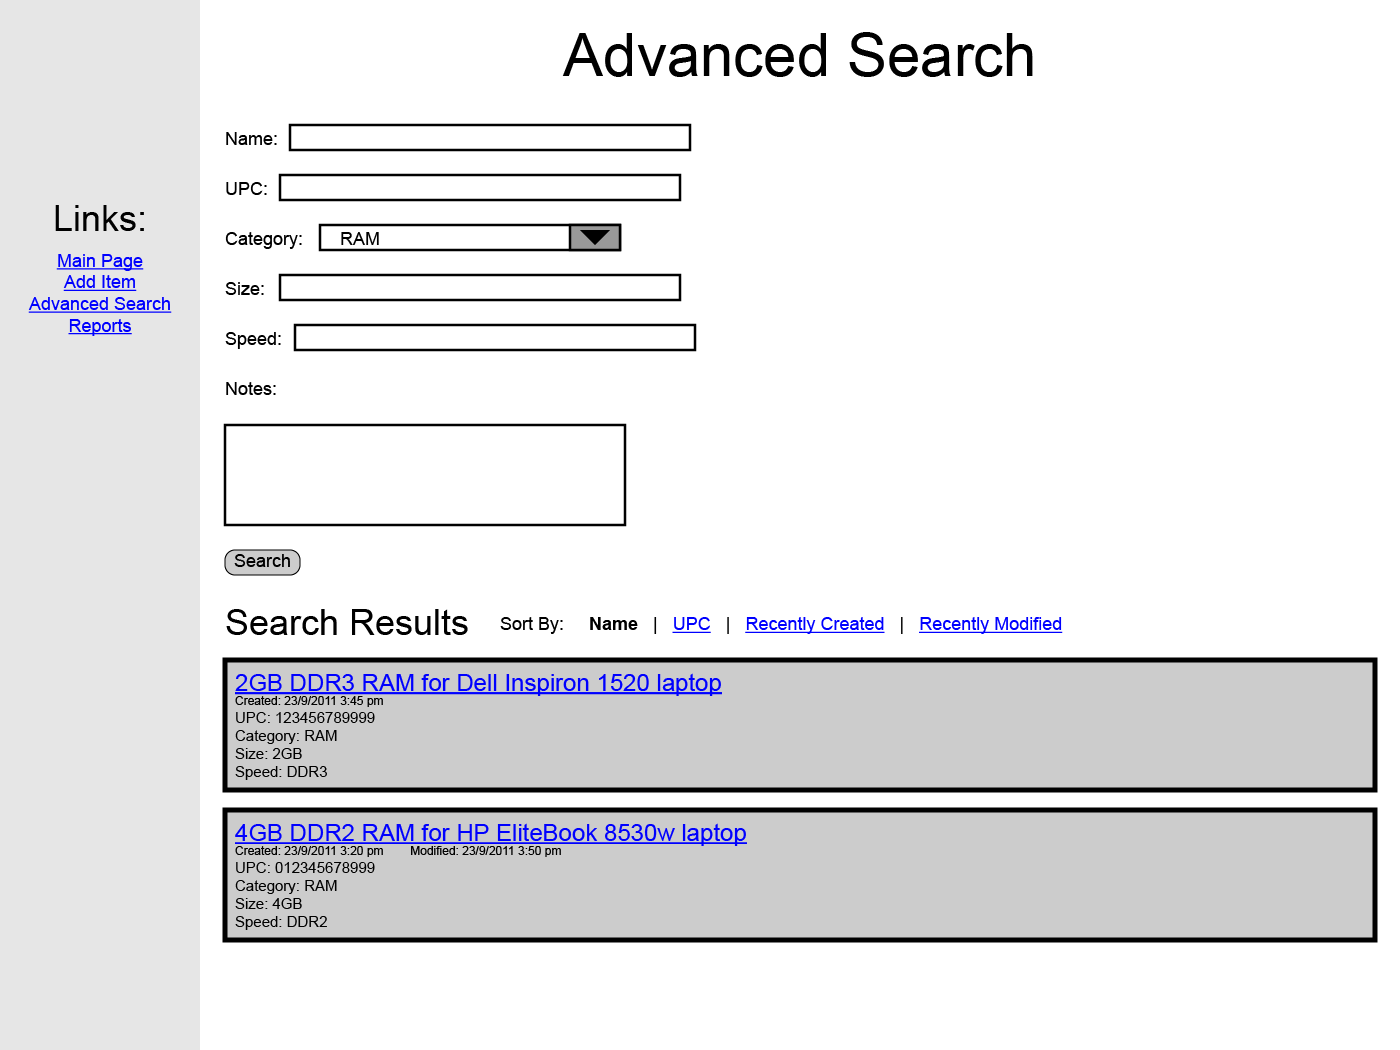 Advanced Search
Links:
Main Page
Add Item
Advanced Search
Reports
Name:
UPC:
Category: RAM
Size:
Speed:
Notes:
Search
Search Results Sort By: Name | UPC | Recently Created | Recently Modified
2GB DDR3 RAM for Dell Inspiron 1520 laptop
Created: 23/9/2011 3:45 pm
UPC: 123456789999
Category: RAM
Size: 2GB
Speed: DDR3
4GB DDR2 RAM for HP EliteBook 8530w laptop
Created: 23/9/2011 3:20 pm Modified: 23/9/2011 3:50 pm
UPC: 012345678999
Category: RAM
Size: 4GB
Speed: DDR2